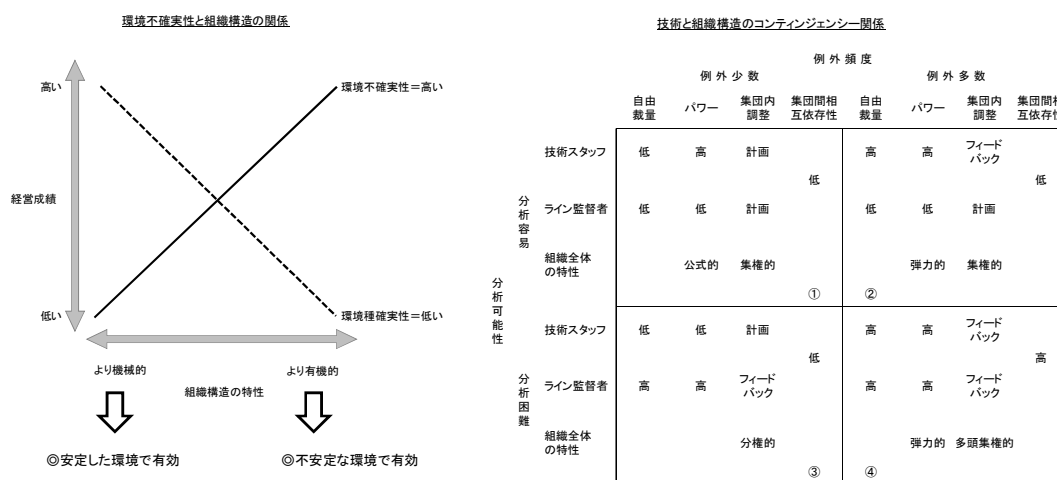 環境不確実性と組織構造の関係
高い
環境不確実性＝高い
経営成績
低い
環境種確実性＝低い
より機械的
より有機的
組織構造の特性
◎安定した環境で有効
◎不安定な環境で有効
技術と組織構造のコンティンジェンシー関係
例 外 頻 度
例 外 少 数
例 外 多 数
自由裁量
パワー
集団内調整
集団間相互依存性
自由裁量
パワー
集団内調整
集団間相互依存性
分析可能性
分析容易
技術スタッフ 低 高 計画 高 高 フィードバック
低 低
ライン監督者 低 低 計画 低 低 計画
組織全体の特性 公式的 集権的 弾力的 集権的
① ②
分析困難
技術スタッフ 低 低 計画 高 高 フィードバック
低 高
ライン監督者 高 高 フィードバック 高 高 フィードバック
組織全体の特性 分権的 弾力的 多頭集権的
③ ④